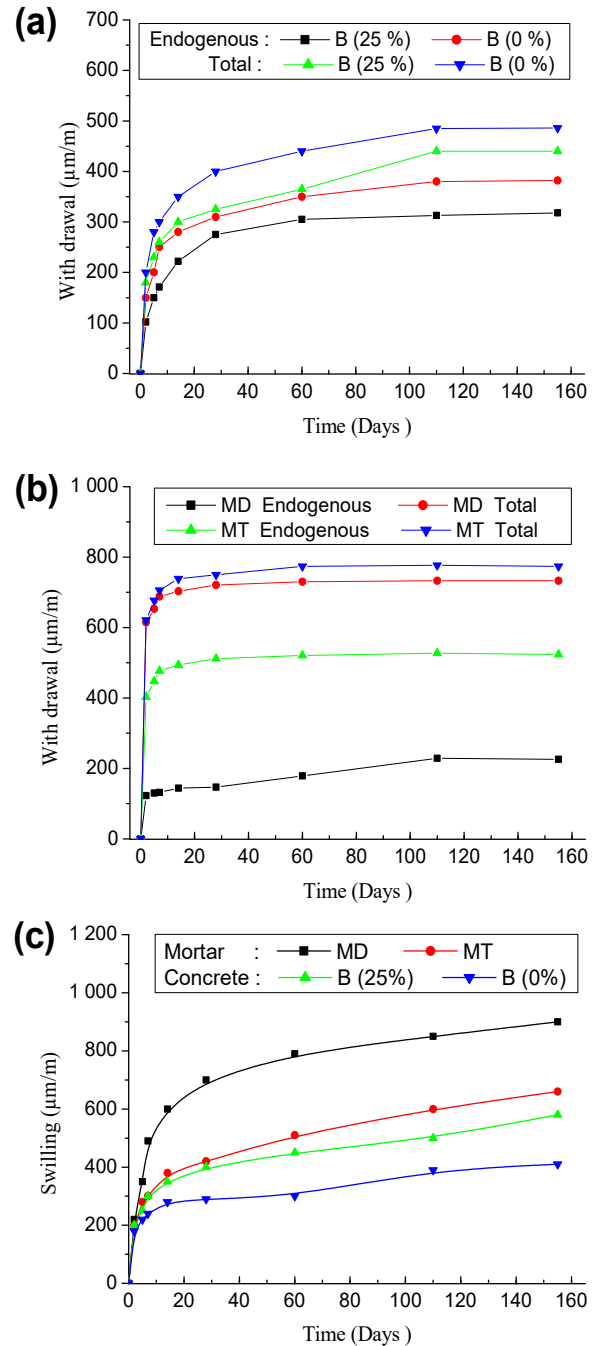 (a)
Endogenous : B (25 %) B (0 %)
Total : B (25 %) B (0 %)
700
600
500
400
300
200
100
0
With drawal (µm/m)
0 20 40 60 80 100 120 140 160
Time (Days )
(b)
MD Endogenous MD Total
MT Endogenous MT Total
1 000
800
600
400
200
0
With drawal (µm/m)
0 20 40 60 80 100 120 140 160
Time (Days )
(c)
Mortar : MD MT
Concrete : B (25%) B (0%)
1 200
1 000
800
600
400
200
0
Swilling (µm/m)
0 20 40 60 80 100 120 140 160
Time (Days )